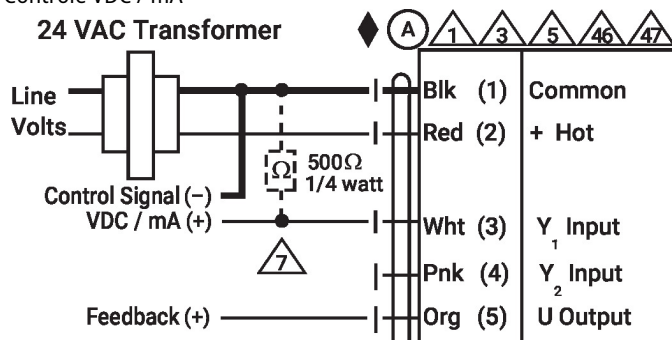 Contrôle VDC / mA
24 VAC Transformer
A 1 3 5 46 47
Line
Volts
Blk (1) Common
Red (2) + Hot
Ω 500Ω
1/4 watt
Control Signal (−)
VDC / mA (+)
Wht (3) Y1 Input
7
Pnk (4) Y2 Input
Feedback (+)
Org (5) U Output